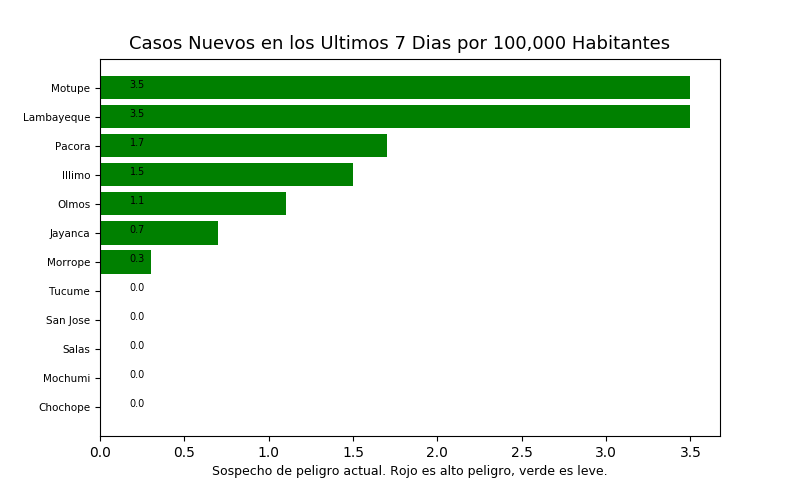 Casos Nuevos en los Ultimos 7 Dias por 100,000 Habitantes
Motupe 3.5
Lambayeque 3.5
Pacora 1.7
Illimo 1.5
Olmos 1.1
Jayanca 0.7
Morrope 0.3
Tucume 0.0
San Jose 0.0
Salas 0.0
Mochumi 0.0
Chochope 0.0
0.0 0.5 1.0 1.5 2.0 2.5 3.0 3.5
Sospecho de peligro actual. Rojo es alto peligro, verde es leve.